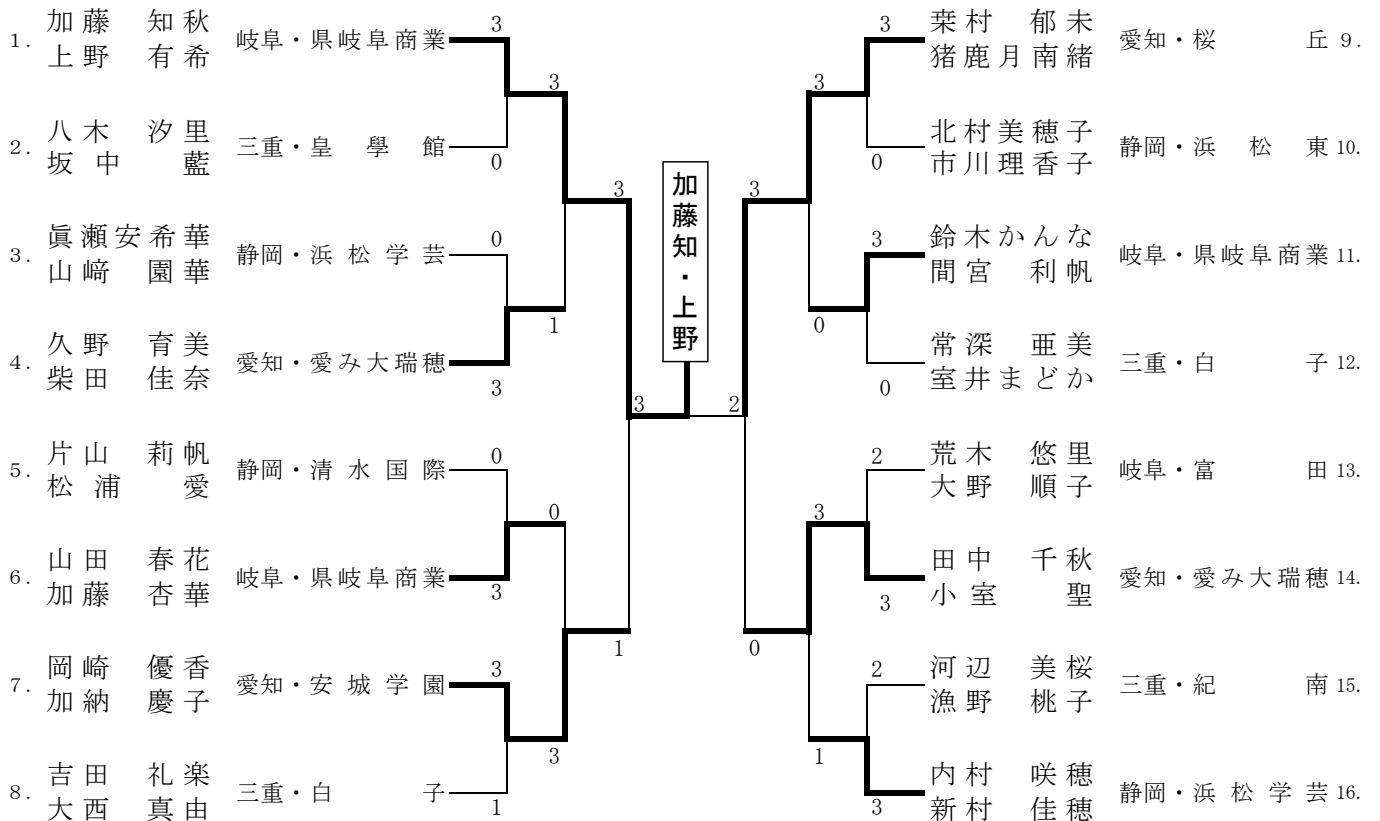 1. 加藤 知秋
上野 有希
岐阜・県岐阜商業
3
2. 八木 汐里
坂中 藍
三重・皇學館
0
3
3. 眞瀬安希華
山﨑 園華
静岡・浜松学芸
0
4. 久野 育美
柴田 佳奈
愛知・愛み大瑞穂
3
1
3
5. 片山 莉帆
松浦 愛
静岡・清水国際
0
6. 山田 春花
加藤 杏華
岐阜・県岐阜商業
3
0
7. 岡崎 優香
加納 慶子
愛知・安城学園
3
8. 吉田 礼楽
大西 真由
三重・白子
1
3
1
3
加藤知・上野
2
桒村 郁未
猪鹿月南緒
愛知・桜丘 9.
3
北村美穂子
市川理香子
静岡・浜松東 10.
0
3
鈴木かんな
間宮 利帆
岐阜・県岐阜商業 11.
3
常深 亜美
室井まどか
三重・白子 12.
0
0
3
荒木 悠里
大野 順子
岐阜・富田 13.
2
田中 千秋
小室 聖
愛知・愛み大瑞穂 14.
3
3
河辺 美桜
漁野 桃子
三重・紀南 15.
2
内村 咲穂
新村 佳穂
静岡・浜松学芸 16.
3
1
0